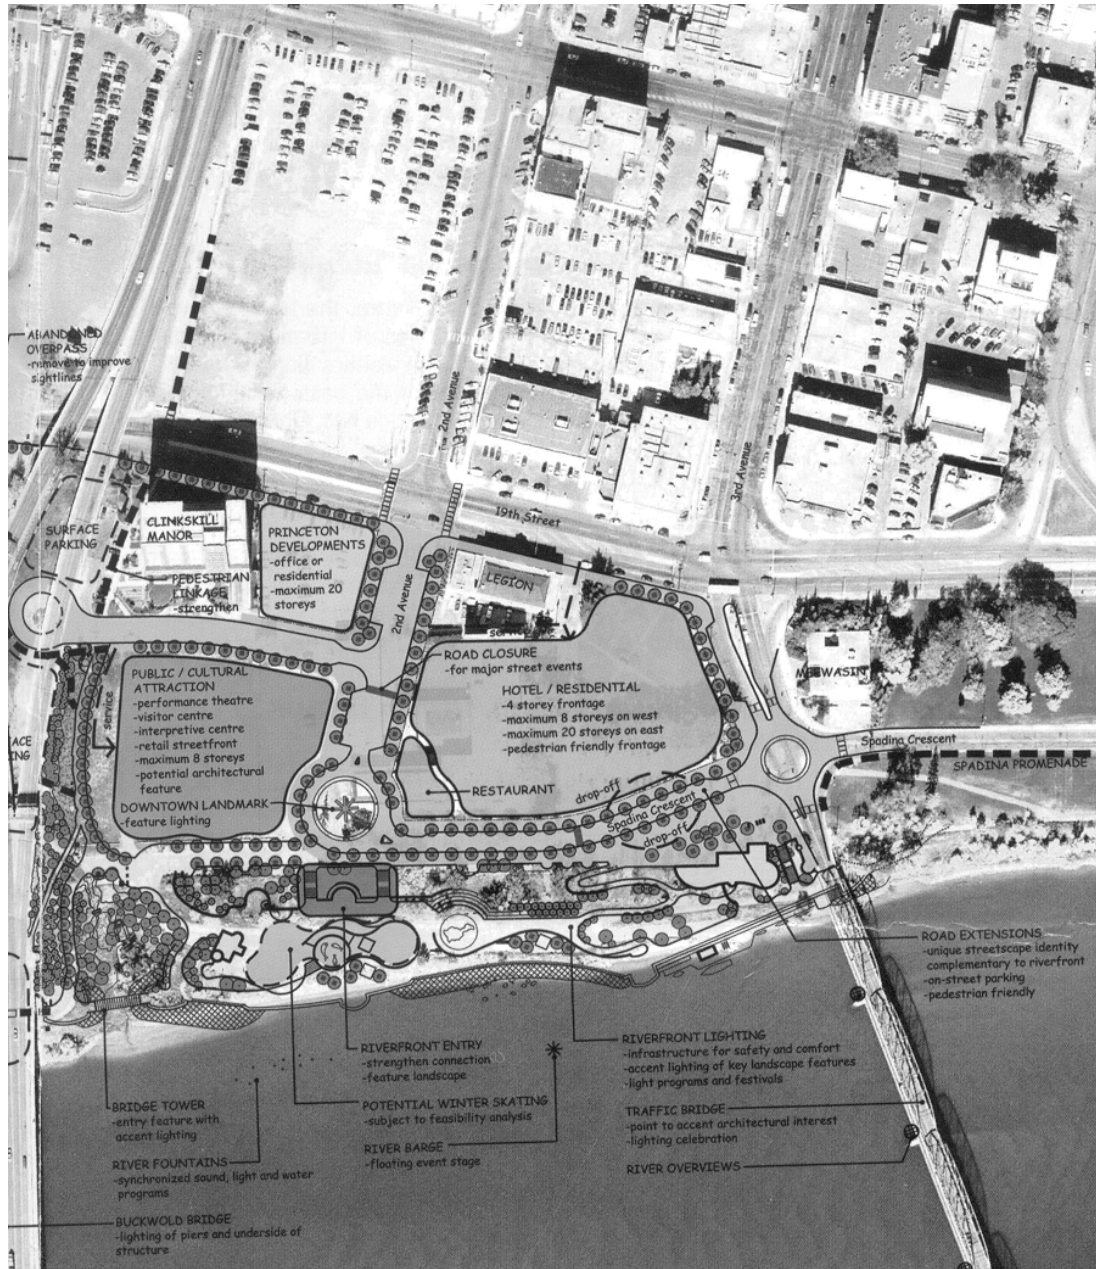 ABANDONED
OVERPASS
-remove to improve
sightlines
2nd Avenue
3rd Avenue
19th Street
SURFACE
PARKING
CLINKSKILL
MANOR
PEDESTRIAN
LINKAGE
-strengthen
PRINCETON
DEVELOPMENTS
-office or
residential
-maximum 20
storeys
2nd Avenue
LEGION
service
ROAD CLOSURE
-for major street events
HOTEL / RESIDENTIAL
-4 storey frontage
-maximum 8 storeys on west
-maximum 20 storeys on east
-pedestrian friendly frontage
MEEWASIN
PUBLIC / CULTURAL
ATTRACTION
-performance theatre
-visitor centre
-interpretive centre
-retail streetfront
-maximum 8 storeys
-potential architectural
feature
service
ACE
NG
DOWNTOWN LANDMARK
-feature lighting
RESTAURANT
drop-off
Spadina Crescent
drop-off
Spadina Crescent
SPADINA PROMENADE
ROAD EXTENSIONS
-unique streetscape identity
complementary to riverfront
-on-street parking
-pedestrian friendly
RIVERFRONT ENTRY
-strengthen connection
-feature landscape
RIVERFRONT LIGHTING
-infrastructure for safety and comfort
-accent lighting of key landscape features
-light programs and festivals
BRIDGE TOWER
-entry feature with
accent lighting
POTENTIAL WINTER SKATING
-subject to feasibility analysis
TRAFFIC BRIDGE
-point to accent architectural interest
-lighting celebration
RIVER BARGE
-floating event stage
RIVER FOUNTAINS
-synchronized sound, light and water
programs
RIVER OVERVIEWS
BUCKWOLD BRIDGE
-lighting of piers and underside of
structure